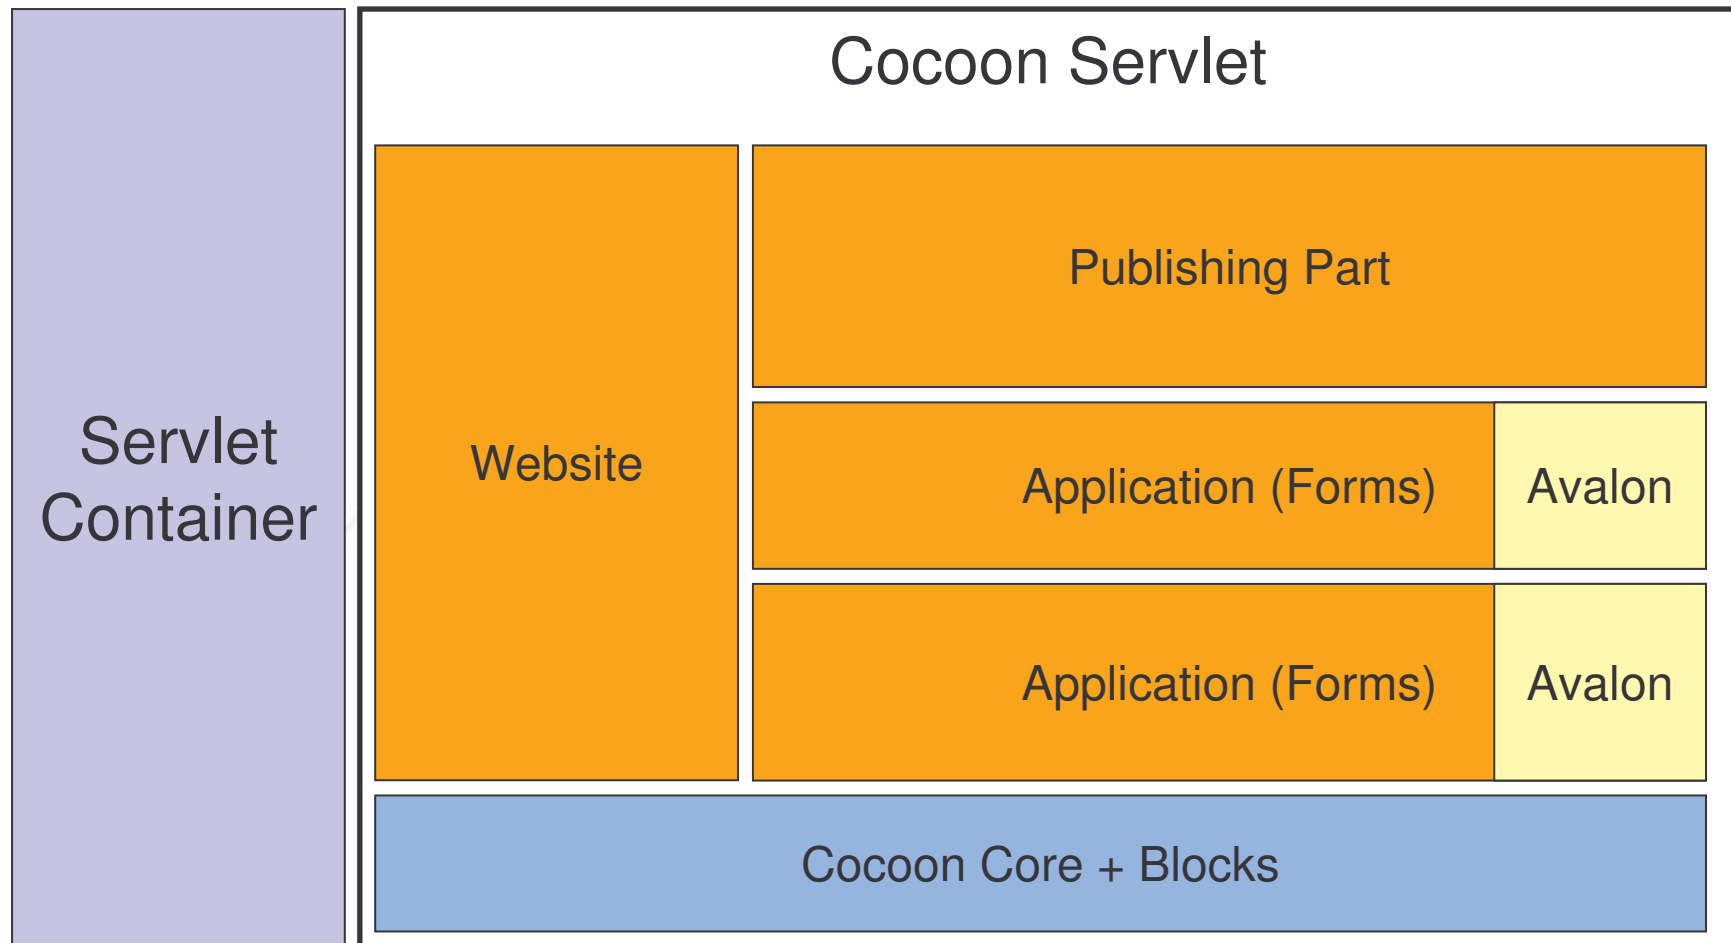 Cocoon Servlet
Servlet
Container
Website
Publishing Part
Application (Forms)
Avalon
Application (Forms)
Avalon
Cocoon Core + Blocks